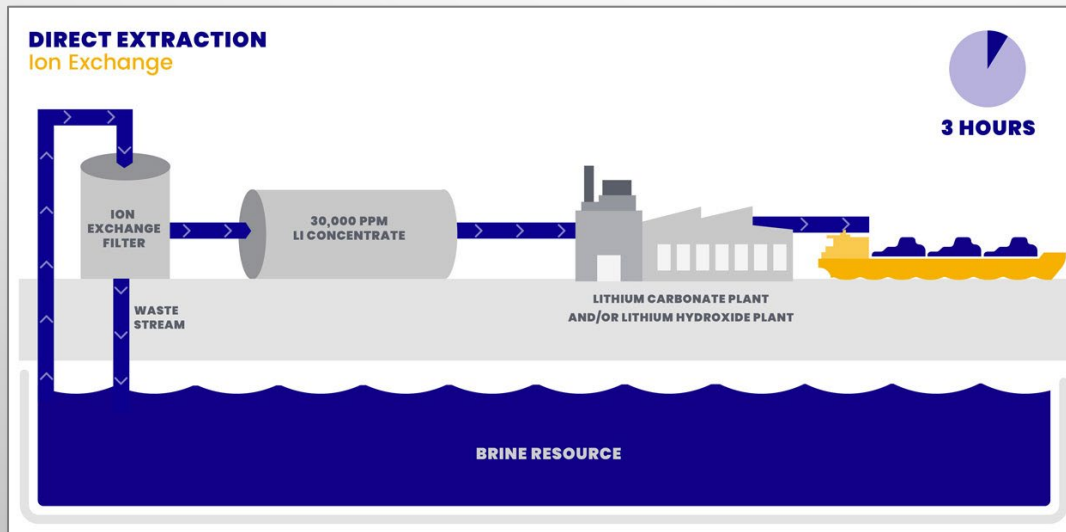 DIRECT EXTRACTION
Ion Exchange
3 HOURS
ION
EXCHANGE
FILTER
30,000 PPM
LI CONCENTRATE
WASTE
STREAM
LITHIUM CARBONATE PLANT
AND/OR LITHIUM HYDROXIDE PLANT
BRINE RESOURCE